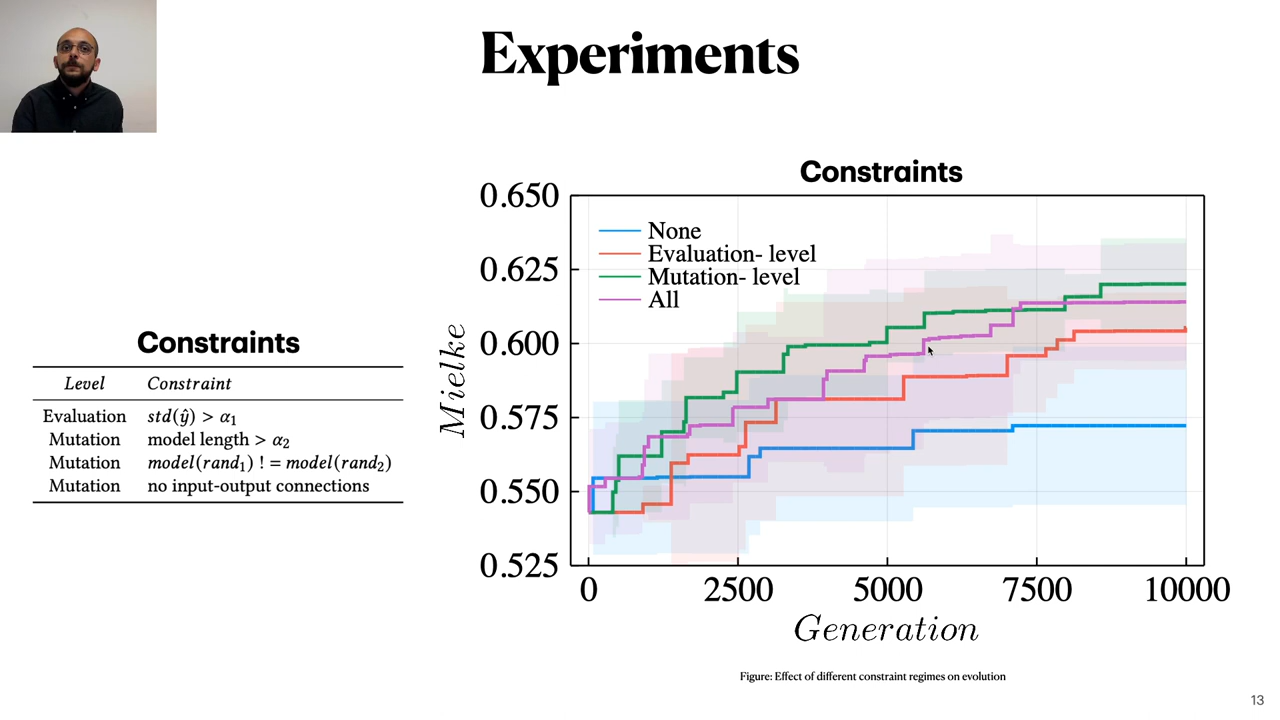 Experiments
Constraints
Level Constraint
Evaluation std(ŷ) > α₁
Mutation model length > α₂
Mutation model(rand₁) ! = model(rand₂)
Mutation no input-output connections
Constraints
0.650
0.625
0.600
0.575
0.550
0.525
Mielke
None
Evaluation- level
Mutation- level
All
0 2500 5000 7500 10000
Generation
Figure: Effect of different constraint regimes on evolution
13